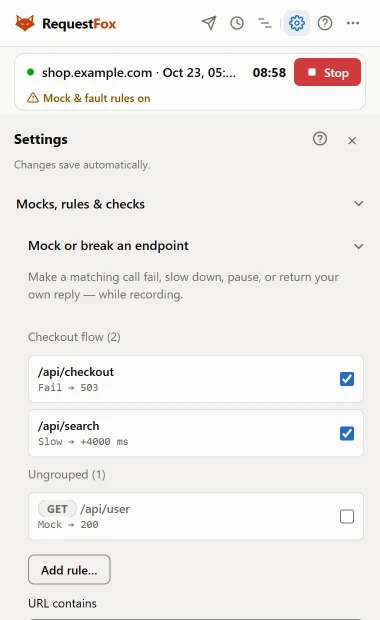 RequestFox
shop.example.com · Oct 23, 05:... 08:58 Stop
Mock & fault rules on
Settings
Changes save automatically.
Mocks, rules & checks
Mock or break an endpoint
Make a matching call fail, slow down, pause, or return your
own reply — while recording.
Checkout flow (2)
/api/checkout
Fail → 503
/api/search
Slow → +4000 ms
Ungrouped (1)
GET /api/user
Mock → 200
Add rule...
URL contains